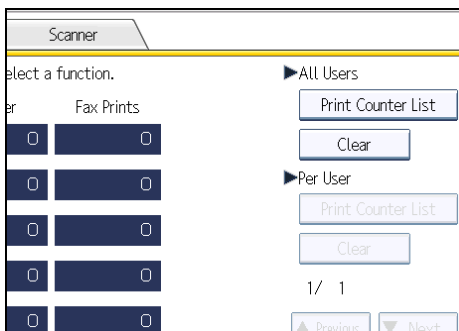 Scanner
elect a function.
▶All Users
er Fax Prints
Print Counter List
0 0
Clear
▶Per User
0 0
Print Counter List
0 0
Clear
0 0
1/ 1
0 0
▲ Previous ▼ Next